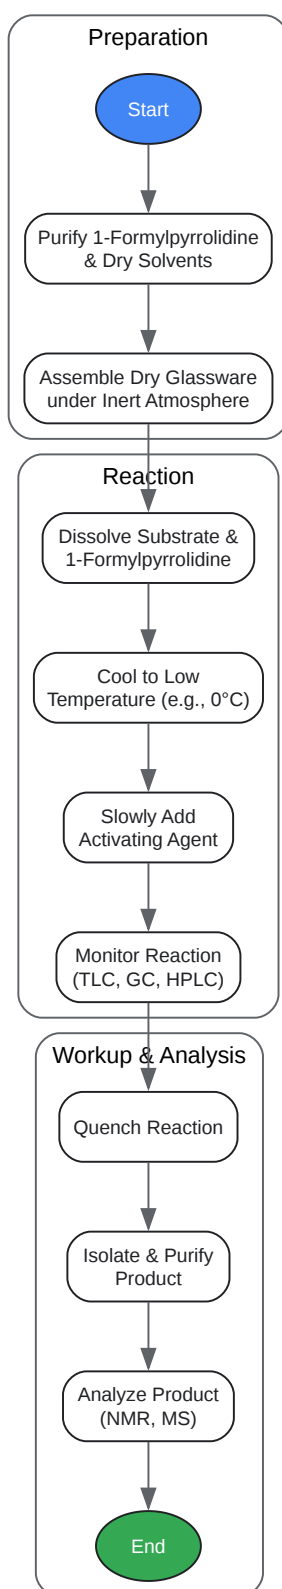 Preparation
Start
Purify 1-Formylpyrrolidine
& Dry Solvents
Assemble Dry Glassware
under Inert Atmosphere
Reaction
Dissolve Substrate &
1-Formylpyrrolidine
Cool to Low
Temperature (e.g., 0°C)
Slowly Add
Activating Agent
Monitor Reaction
(TLC, GC, HPLC)
Workup & Analysis
Quench Reaction
Isolate & Purify
Product
Analyze Product
(NMR, MS)
End